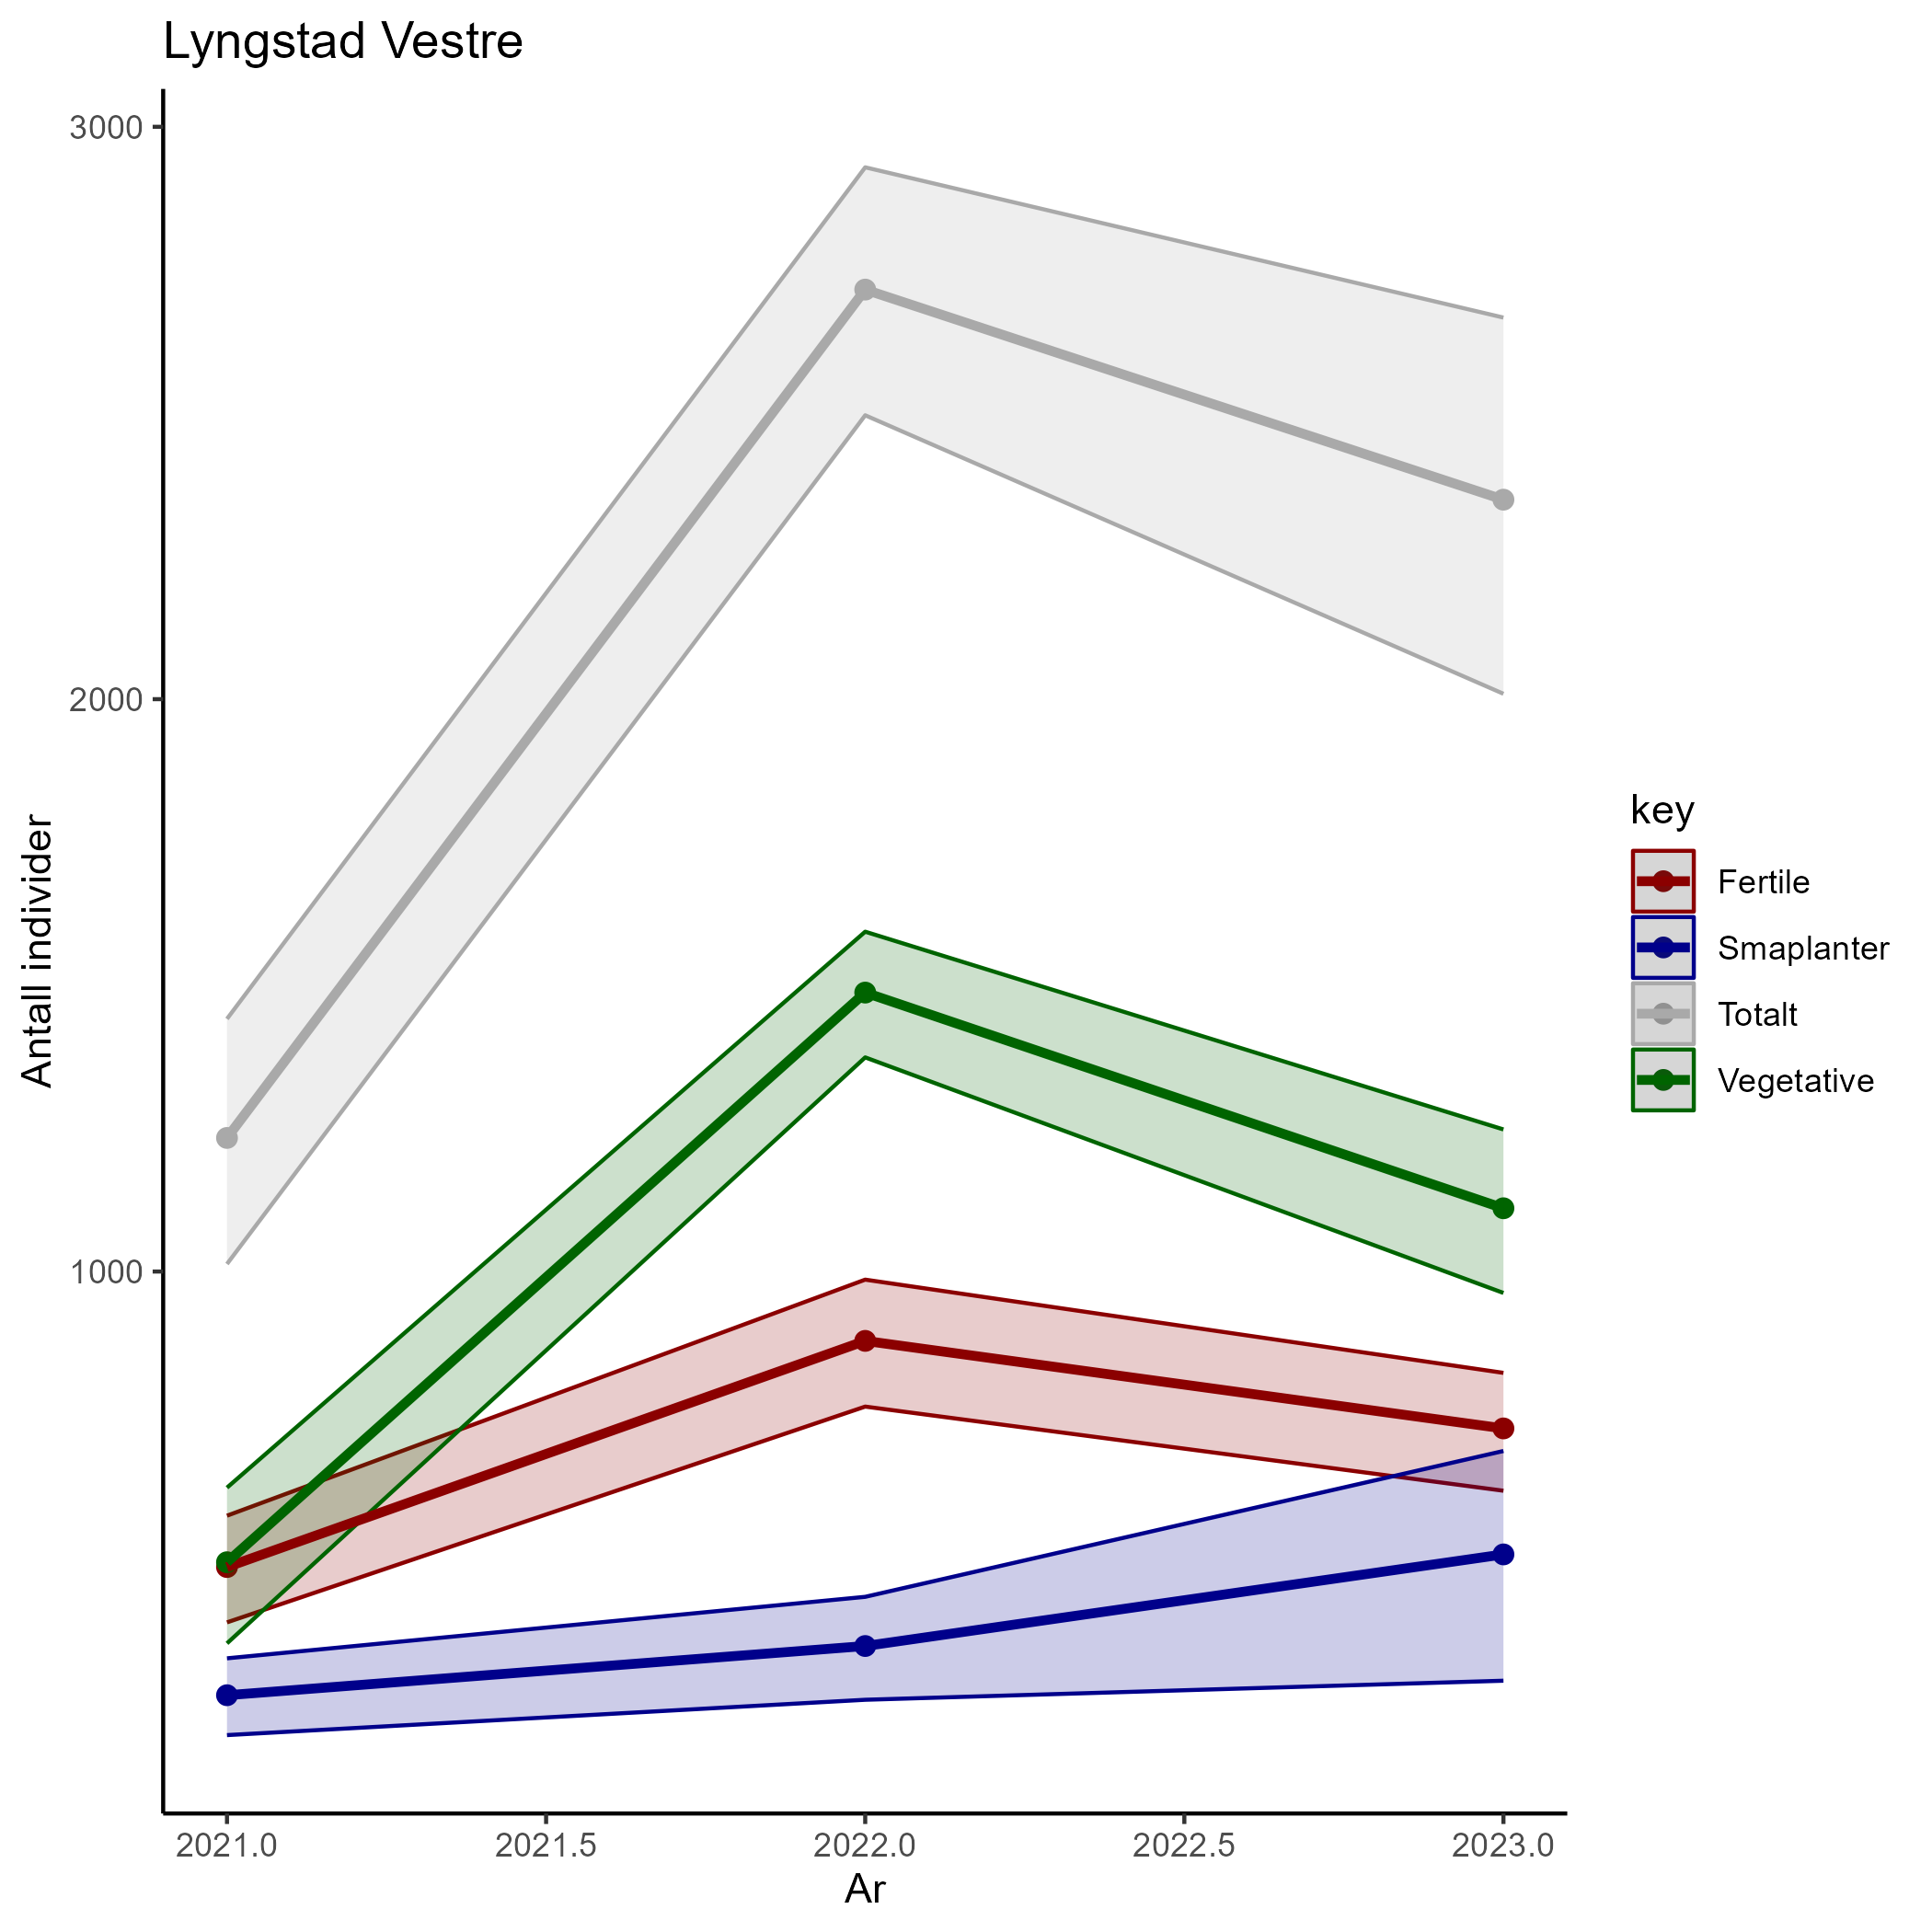 Lyngstad Vestre
3000
2000
1000
Antall individer
2021.0 2021.5 2022.0 2022.5 2023.0
Ar
key
Fertile
Smaplanter
Totalt
Vegetative